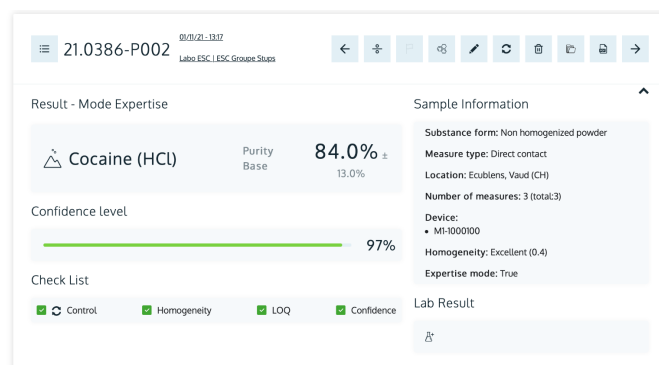 21.0386-P002
01/11/21 - 13:17
Labo ESC | ESC Groupe Stups
Result - Mode Expertise
Cocaine (HCl)
Purity
Base
84.0% ±
13.0%
Confidence level
97%
Check List
Control
Homogeneity
LOQ
Confidence
Sample Information
Substance form: Non homogenized powder
Measure type: Direct contact
Location: Ecublens, Vaud (CH)
Number of measures: 3 (total:3)
Device:
• M1-1000100
Homogeneity: Excellent (0.4)
Expertise mode: True
Lab Result